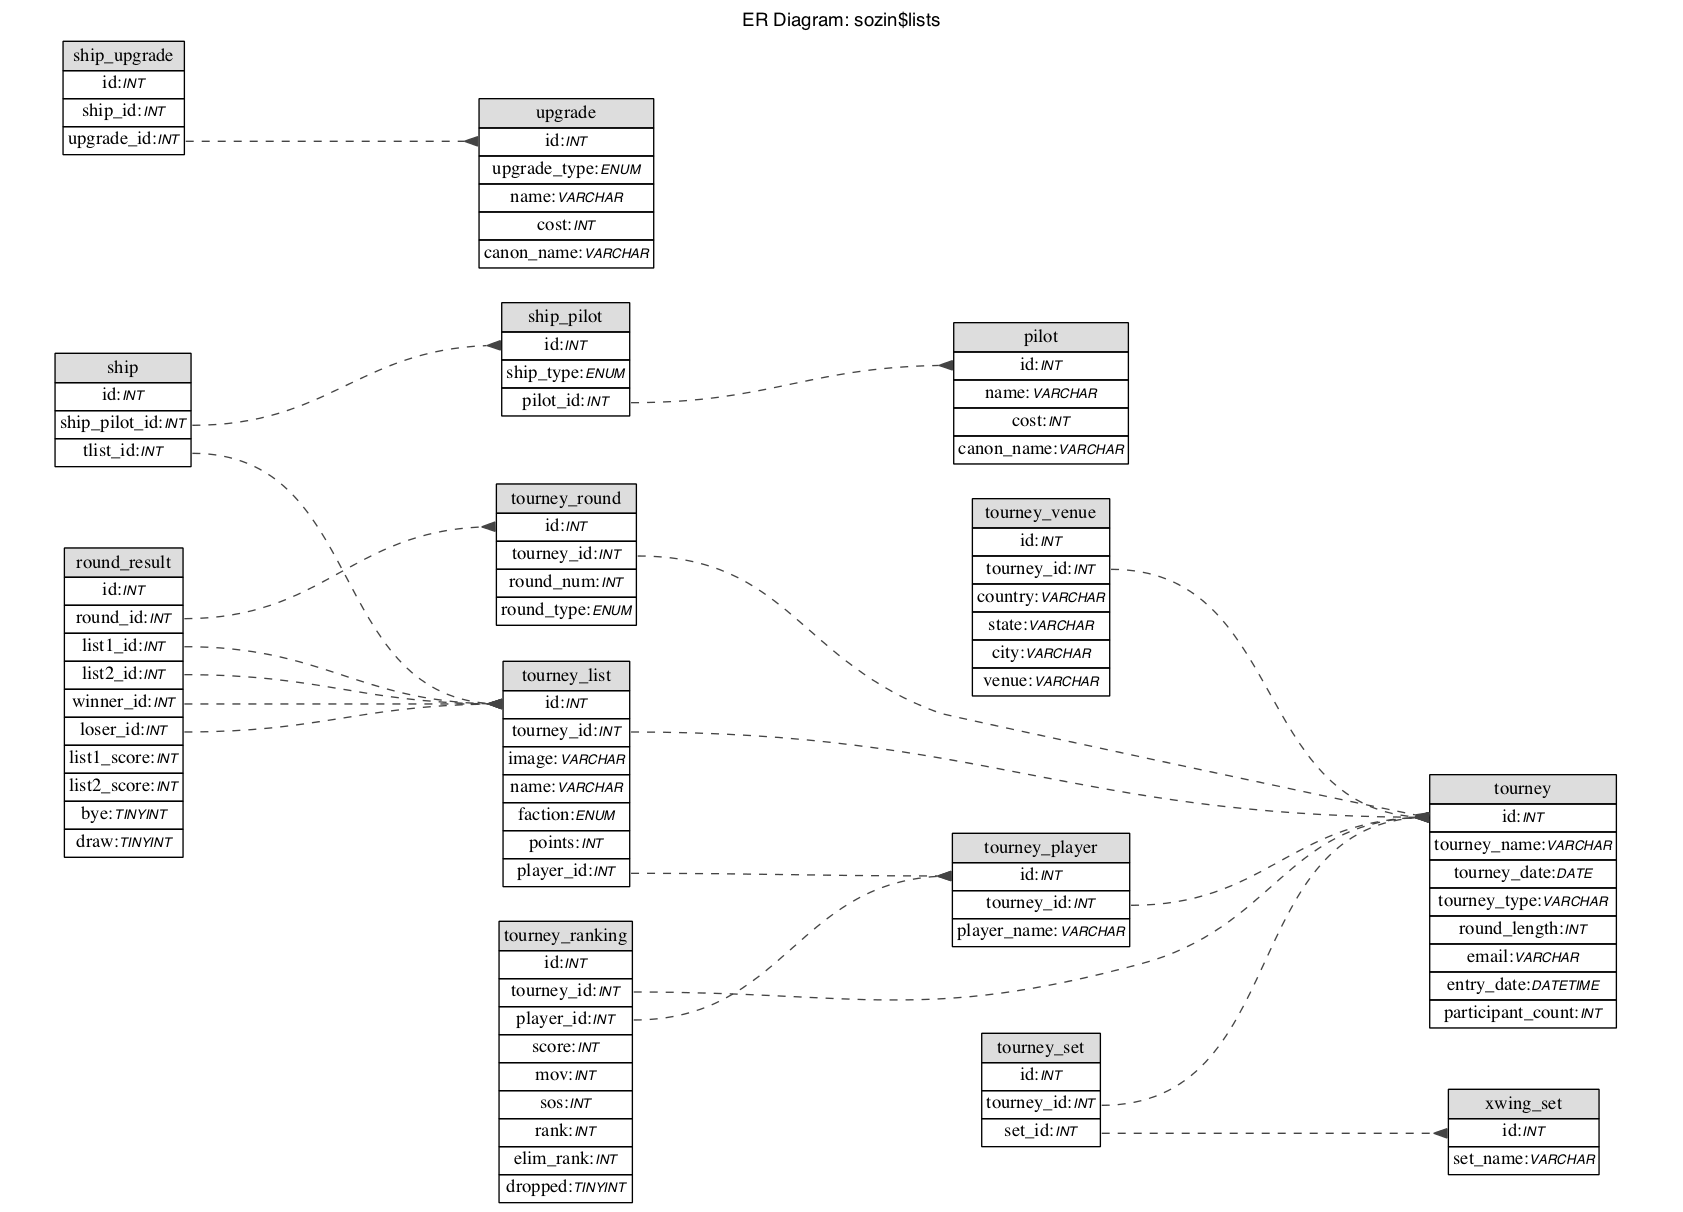 ER Diagram: sozin$lists
ship_upgrade
id:INT
ship_id:INT
upgrade_id:INT
upgrade
id:INT
upgrade_type:ENUM
name:VARCHAR
cost:INT
canon_name:VARCHAR
ship_pilot
id:INT
ship_type:ENUM
pilot_id:INT
pilot
id:INT
name:VARCHAR
cost:INT
canon_name:VARCHAR
ship
id:INT
ship_pilot_id:INT
tlist_id:INT
tourney_round
id:INT
tourney_id:INT
round_num:INT
round_type:ENUM
tourney_venue
id:INT
tourney_id:INT
country:VARCHAR
state:VARCHAR
city:VARCHAR
venue:VARCHAR
round_result
id:INT
round_id:INT
list1_id:INT
list2_id:INT
winner_id:INT
loser_id:INT
list1_score:INT
list2_score:INT
bye:TINYINT
draw:TINYINT
tourney_list
id:INT
tourney_id:INT
image:VARCHAR
name:VARCHAR
faction:ENUM
points:INT
player_id:INT
tourney
id:INT
tourney_name:VARCHAR
tourney_date:DATE
tourney_type:VARCHAR
round_length:INT
email:VARCHAR
entry_date:DATETIME
participant_count:INT
tourney_player
id:INT
tourney_id:INT
player_name:VARCHAR
tourney_ranking
id:INT
tourney_id:INT
player_id:INT
score:INT
mov:INT
sos:INT
rank:INT
elim_rank:INT
dropped:TINYINT
tourney_set
id:INT
tourney_id:INT
set_id:INT
xwing_set
id:INT
set_name:VARCHAR